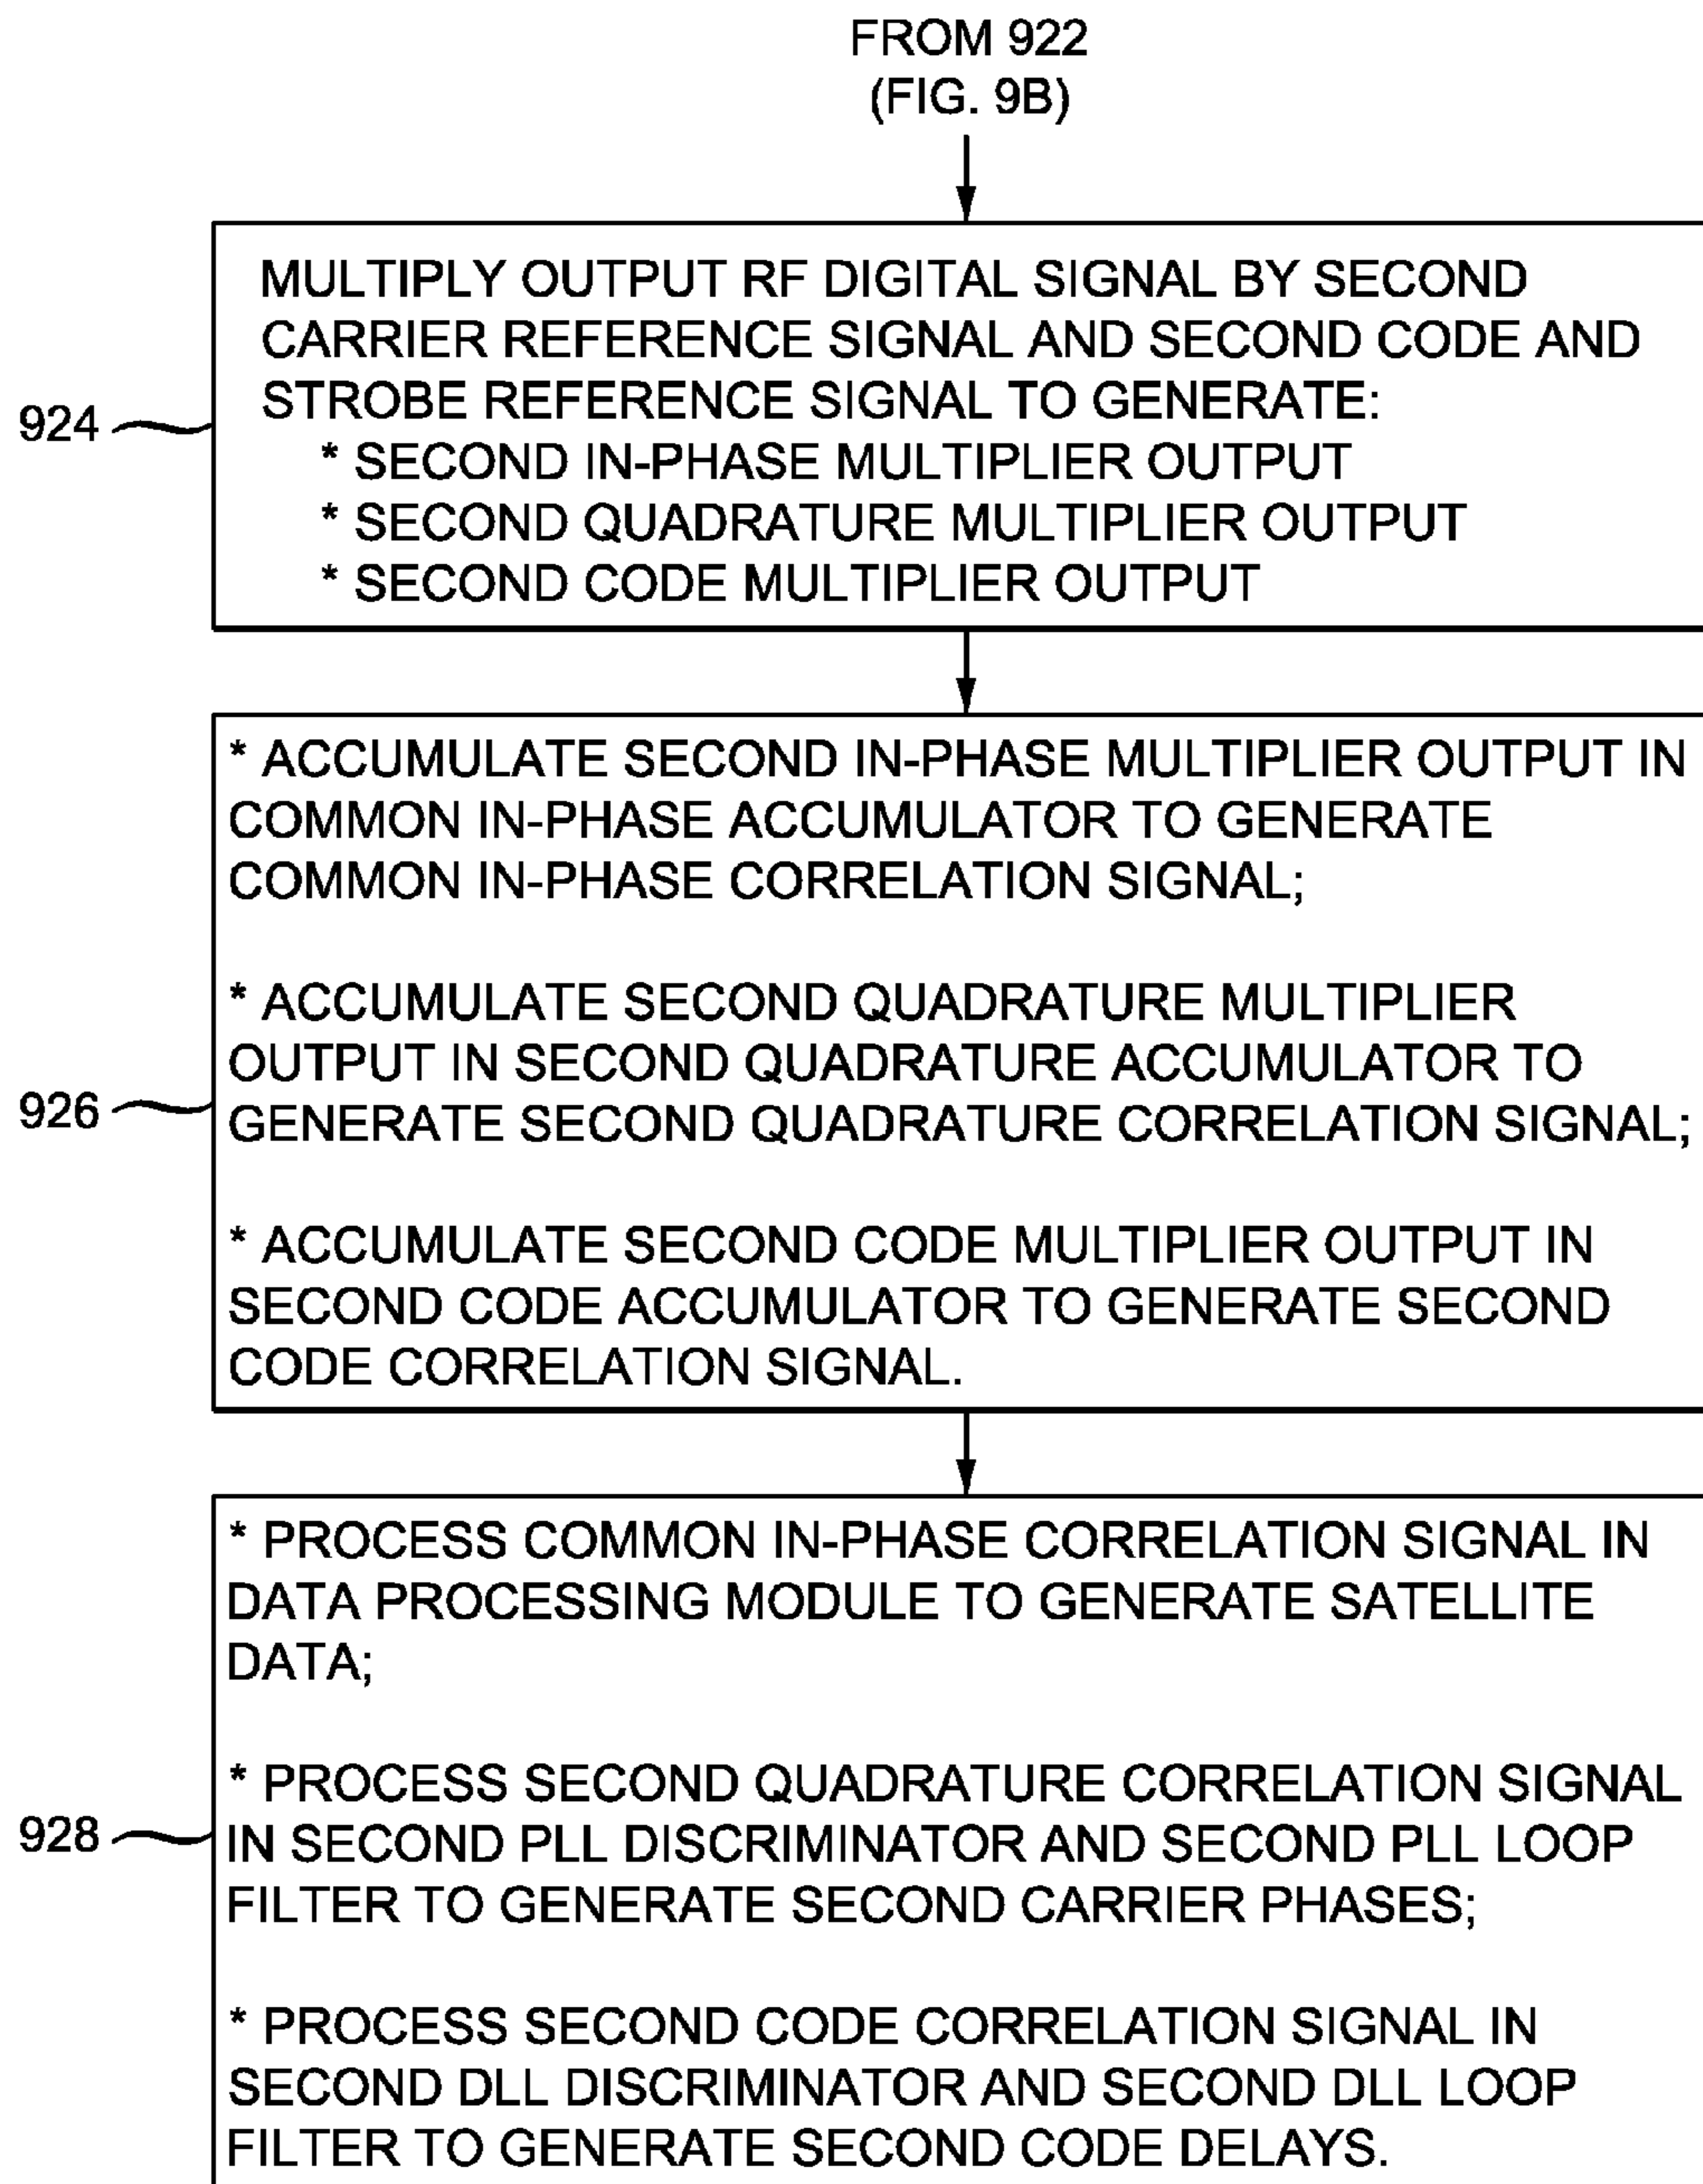 FROM 922
(FIG. 9B)
924
MULTIPLY OUTPUT RF DIGITAL SIGNAL BY SECOND
CARRIER REFERENCE SIGNAL AND SECOND CODE AND
STROBE REFERENCE SIGNAL TO GENERATE:
* SECOND IN-PHASE MULTIPLIER OUTPUT
* SECOND QUADRATURE MULTIPLIER OUTPUT
* SECOND CODE MULTIPLIER OUTPUT
926
* ACCUMULATE SECOND IN-PHASE MULTIPLIER OUTPUT IN
COMMON IN-PHASE ACCUMULATOR TO GENERATE
COMMON IN-PHASE CORRELATION SIGNAL;
* ACCUMULATE SECOND QUADRATURE MULTIPLIER
OUTPUT IN SECOND QUADRATURE ACCUMULATOR TO
GENERATE SECOND QUADRATURE CORRELATION SIGNAL;
* ACCUMULATE SECOND CODE MULTIPLIER OUTPUT IN
SECOND CODE ACCUMULATOR TO GENERATE SECOND
CODE CORRELATION SIGNAL.
928
* PROCESS COMMON IN-PHASE CORRELATION SIGNAL IN
DATA PROCESSING MODULE TO GENERATE SATELLITE
DATA;
* PROCESS SECOND QUADRATURE CORRELATION SIGNAL
IN SECOND PLL DISCRIMINATOR AND SECOND PLL LOOP
FILTER TO GENERATE SECOND CARRIER PHASES;
* PROCESS SECOND CODE CORRELATION SIGNAL IN
SECOND DLL DISCRIMINATOR AND SECOND DLL LOOP
FILTER TO GENERATE SECOND CODE DELAYS.